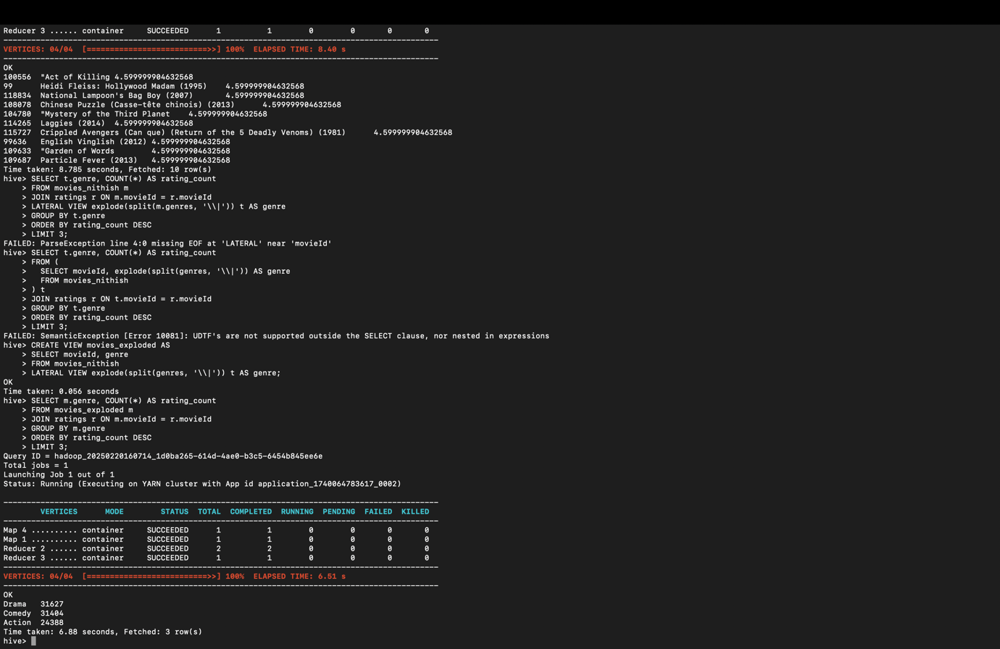 Reducer 3 ...... container     SUCCEEDED      1          1        0        0       0       0
----------------------------------------------------------------------------------------------
VERTICES: 04/04  [==========================>>] 100%  ELAPSED TIME: 8.40 s
----------------------------------------------------------------------------------------------
OK
100556  "Act of Killing 4.599999904632568
99      Heidi Fleiss: Hollywood Madam (1995)    4.599999904632568
118834  National Lampoon's Bag Boy (2007)       4.599999904632568
108078  Chinese Puzzle (Casse-tête chinois) (2013)      4.599999904632568
104780  "Mystery of the Third Planet    4.599999904632568
114265  Laggies (2014)  4.599999904632568
115727  Crippled Avengers (Can que) (Return of the 5 Deadly Venoms) (1981)      4.599999904632568
99636   English Vinglish (2012) 4.599999904632568
109633  "Garden of Words        4.599999904632568
109687  Particle Fever (2013)   4.599999904632568
Time taken: 8.785 seconds, Fetched: 10 row(s)
hive> SELECT t.genre, COUNT(*) AS rating_count
    > FROM movies_nithish m
    > JOIN ratings r ON m.movieId = r.movieId
    > LATERAL VIEW explode(split(m.genres, '\\|')) t AS genre
    > GROUP BY t.genre
    > ORDER BY rating_count DESC
    > LIMIT 3;
FAILED: ParseException line 4:0 missing EOF at 'LATERAL' near 'movieId'
hive> SELECT t.genre, COUNT(*) AS rating_count
    > FROM (
    >   SELECT movieId, explode(split(genres, '\\|')) AS genre
    >   FROM movies_nithish
    > ) t
    > JOIN ratings r ON t.movieId = r.movieId
    > GROUP BY t.genre
    > ORDER BY rating_count DESC
    > LIMIT 3;
FAILED: SemanticException [Error 10081]: UDTF's are not supported outside the SELECT clause, nor nested in expressions
hive> CREATE VIEW movies_exploded AS
    > SELECT movieId, genre
    > FROM movies_nithish
    > LATERAL VIEW explode(split(genres, '\\|')) t AS genre;
OK
Time taken: 0.056 seconds
hive> SELECT m.genre, COUNT(*) AS rating_count
    > FROM movies_exploded m
    > JOIN ratings r ON m.movieId = r.movieId
    > GROUP BY m.genre
    > ORDER BY rating_count DESC
    > LIMIT 3;
Query ID = hadoop_20250220160714_1d0ba265-614d-4ae0-b3c5-6454b845ee6e
Total jobs = 1
Launching Job 1 out of 1
Status: Running (Executing on YARN cluster with App id application_1740064783617_0002)
----------------------------------------------------------------------------------------------
        VERTICES      MODE        STATUS  TOTAL  COMPLETED  RUNNING  PENDING  FAILED  KILLED
----------------------------------------------------------------------------------------------
Map 4 .......... container     SUCCEEDED      1          1        0        0       0       0
Map 1 .......... container     SUCCEEDED      1          1        0        0       0       0
Reducer 2 ...... container     SUCCEEDED      2          2        0        0       0       0
Reducer 3 ...... container     SUCCEEDED      1          1        0        0       0       0
----------------------------------------------------------------------------------------------
VERTICES: 04/04  [==========================>>] 100%  ELAPSED TIME: 6.51 s
----------------------------------------------------------------------------------------------
OK
Drama   31627
Comedy  31404
Action  24388
Time taken: 6.88 seconds, Fetched: 3 row(s)
hive>